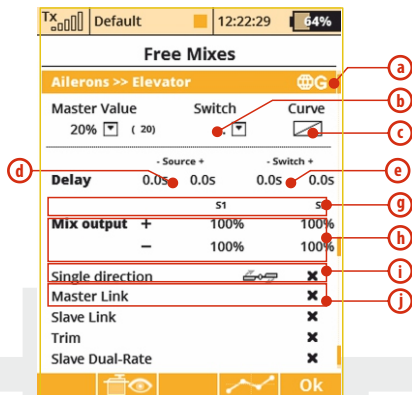 Tx Default 12:22:29 64%
Free Mixes
Ailerons >> Elevator G
a
Master Value Switch Curve
b
20% ( 20) ..
c
- Source + - Switch +
d
Delay 0.0s 0.0s 0.0s 0.0s
e
S1 S
g
Mix output + 100% 100%
h
– 100% 100%
Single direction ✖
i
Master Link ✖
j
Slave Link ✖
Trim ✖
Slave Dual-Rate ✖
Ok